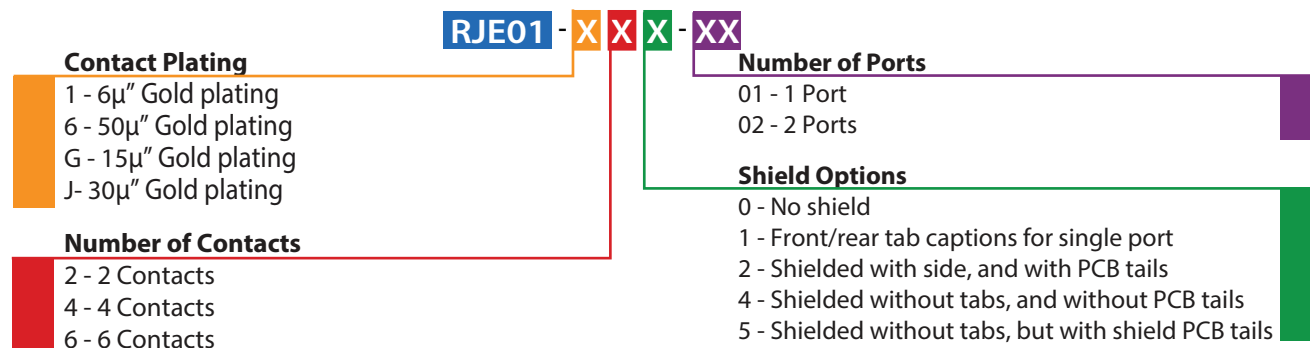 RJE01 - X X X - XX
Contact Plating
1 - 6µ" Gold plating
6 - 50µ" Gold plating
G - 15µ" Gold plating
J- 30µ" Gold plating
Number of Contacts
2 - 2 Contacts
4 - 4 Contacts
6 - 6 Contacts
Number of Ports
01 - 1 Port
02 - 2 Ports
Shield Options
0 - No shield
1 - Front/rear tab captions for single port
2 - Shielded with side, and with PCB tails
4 - Shielded without tabs, and without PCB tails
5 - Shielded without tabs, but with shield PCB tails